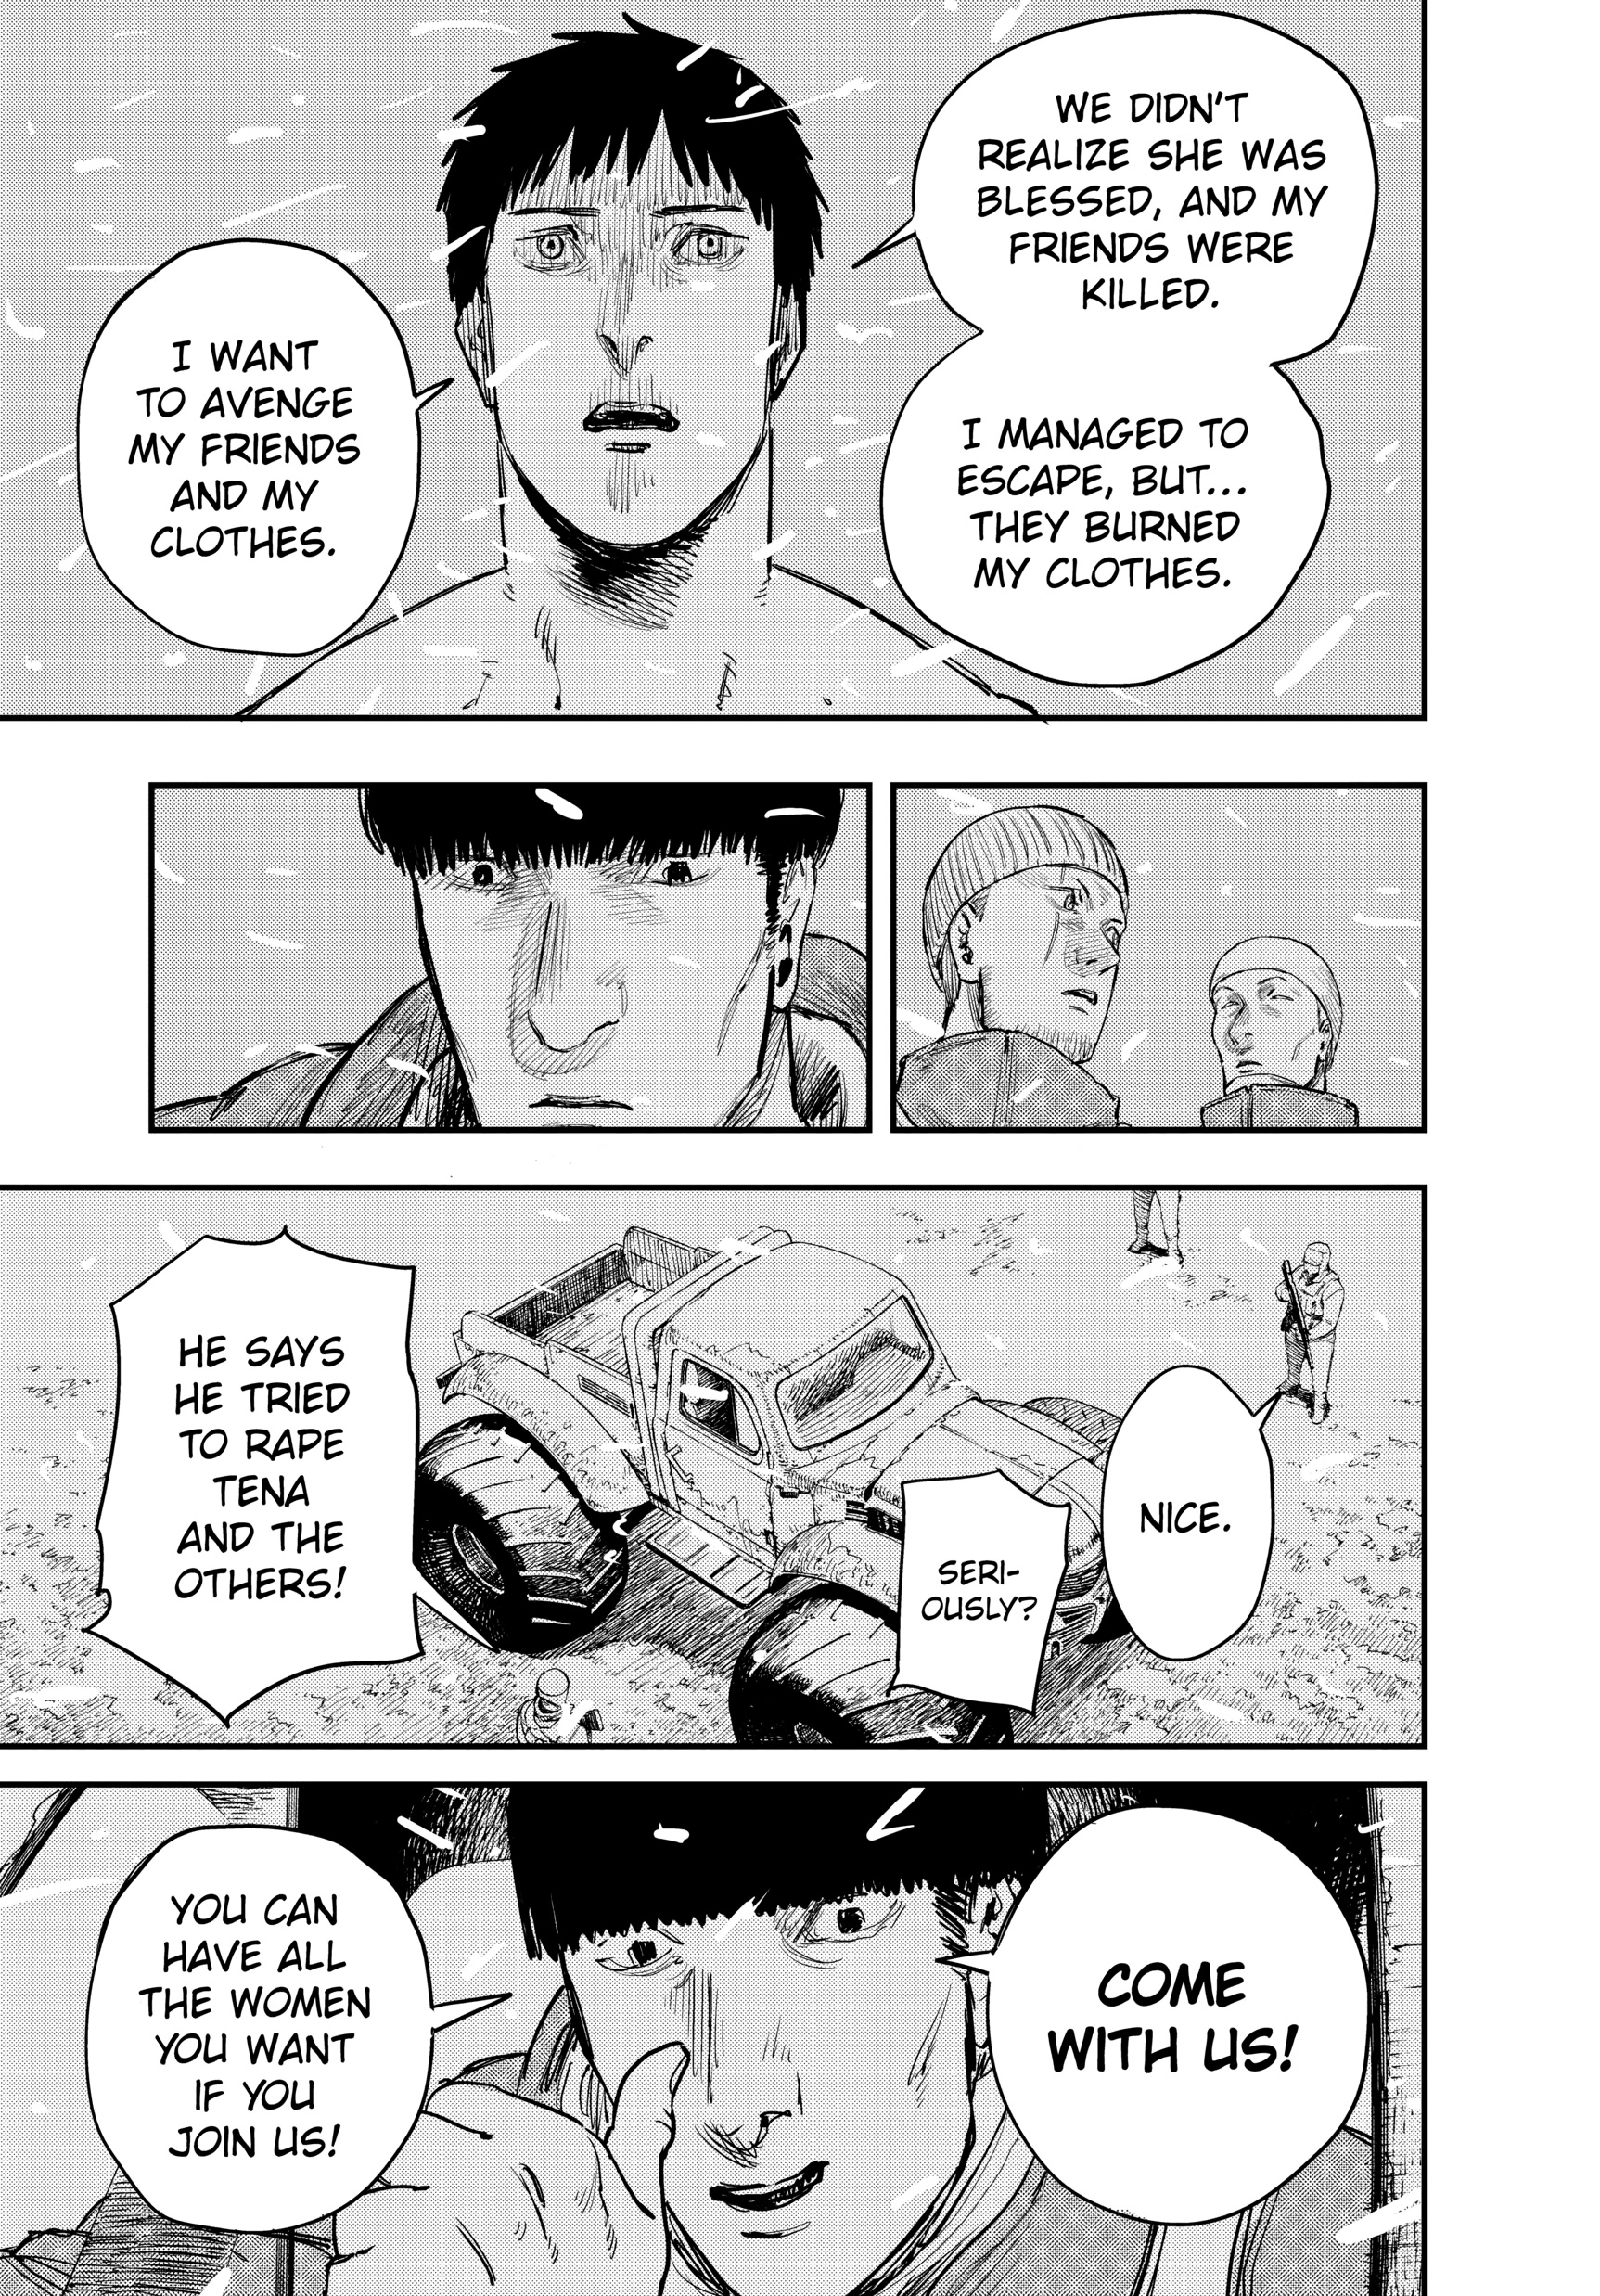 WE DIDN'T
REALIZE SHE WAS
BLESSED, AND MY
FRIENDS WERE
KILLED.
I MANAGED TO
ESCAPE, BUT...
THEY BURNED
MY CLOTHES.
I WANT
TO AVENGE
MY FRIENDS
AND MY
CLOTHES.
NICE.
SERI-
OUSLY?
HE SAYS
HE TRIED
TO RAPE
TENA
AND THE
OTHERS!
COME
WITH US!
YOU CAN
HAVE ALL
THE WOMEN
YOU WANT
IF YOU
JOIN US!